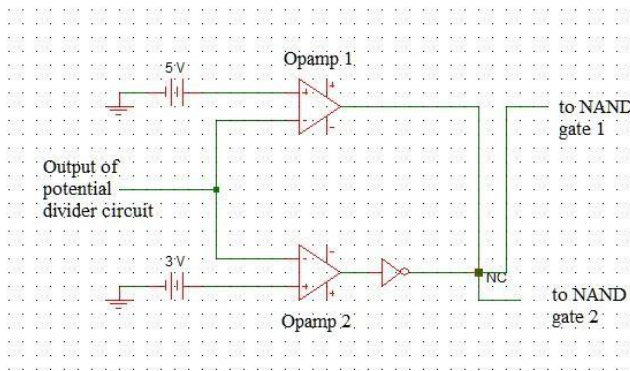 Opamp 1
5 V
+
+
-
-
to NAND
gate 1
Output of
potential
divider circuit
3 V
-
-
+
+
NC
to NAND
gate 2
Opamp 2